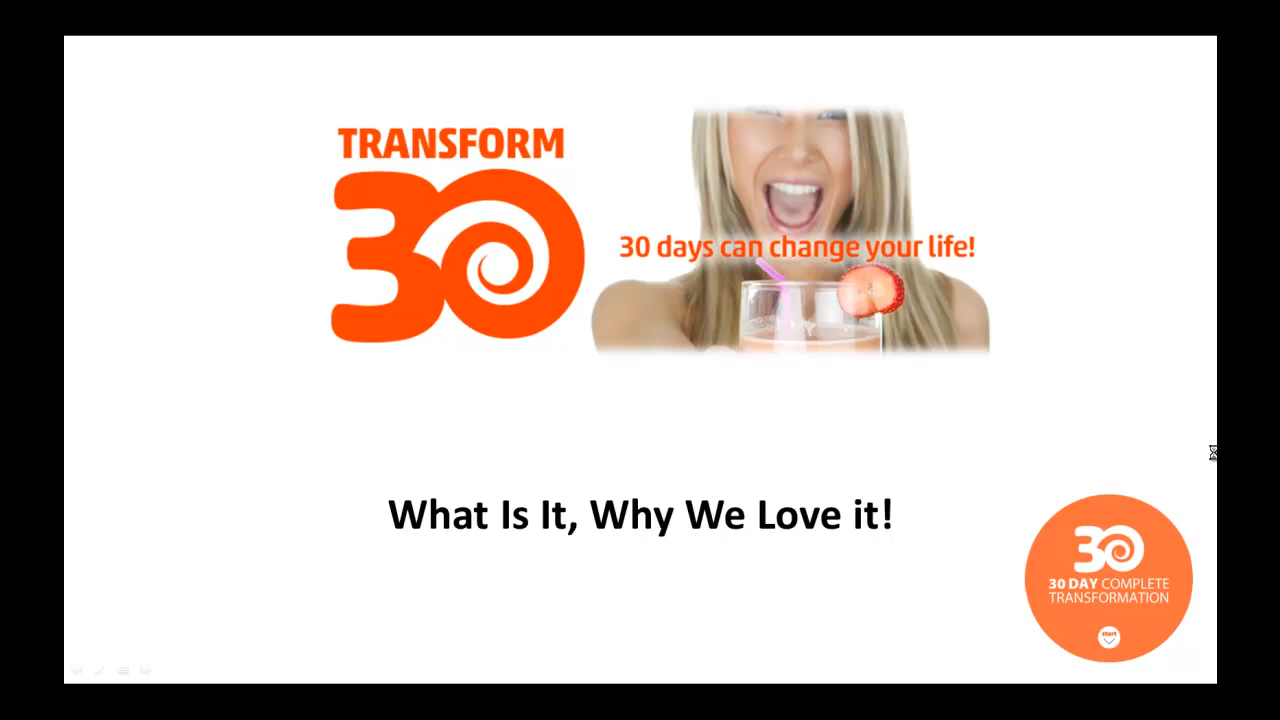 TRANSFORM
30
30 days can change your life!
What Is It, Why We Love it!
30
30 DAY COMPLETE
TRANSFORMATION
start